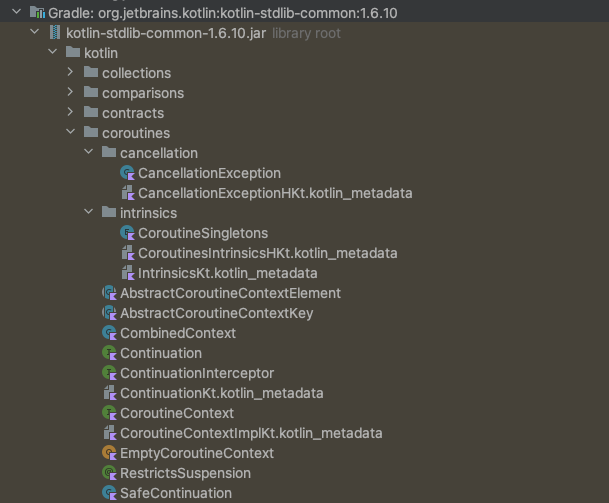 Gradle: org.jetbrains.kotlin:kotlin-stdlib-common:1.6.10
kotlin-stdlib-common-1.6.10.jar library root
kotlin
collections
comparisons
contracts
coroutines
cancellation
CancellationException
CancellationExceptionHKt.kotlin_metadata
intrinsics
CoroutineSingletons
CoroutinesIntrinsicsHKt.kotlin_metadata
IntrinsicsKt.kotlin_metadata
AbstractCoroutineContextElement
AbstractCoroutineContextKey
CombinedContext
Continuation
ContinuationInterceptor
ContinuationKt.kotlin_metadata
CoroutineContext
CoroutineContextImplKt.kotlin_metadata
EmptyCoroutineContext
RestrictsSuspension
SafeContinuation